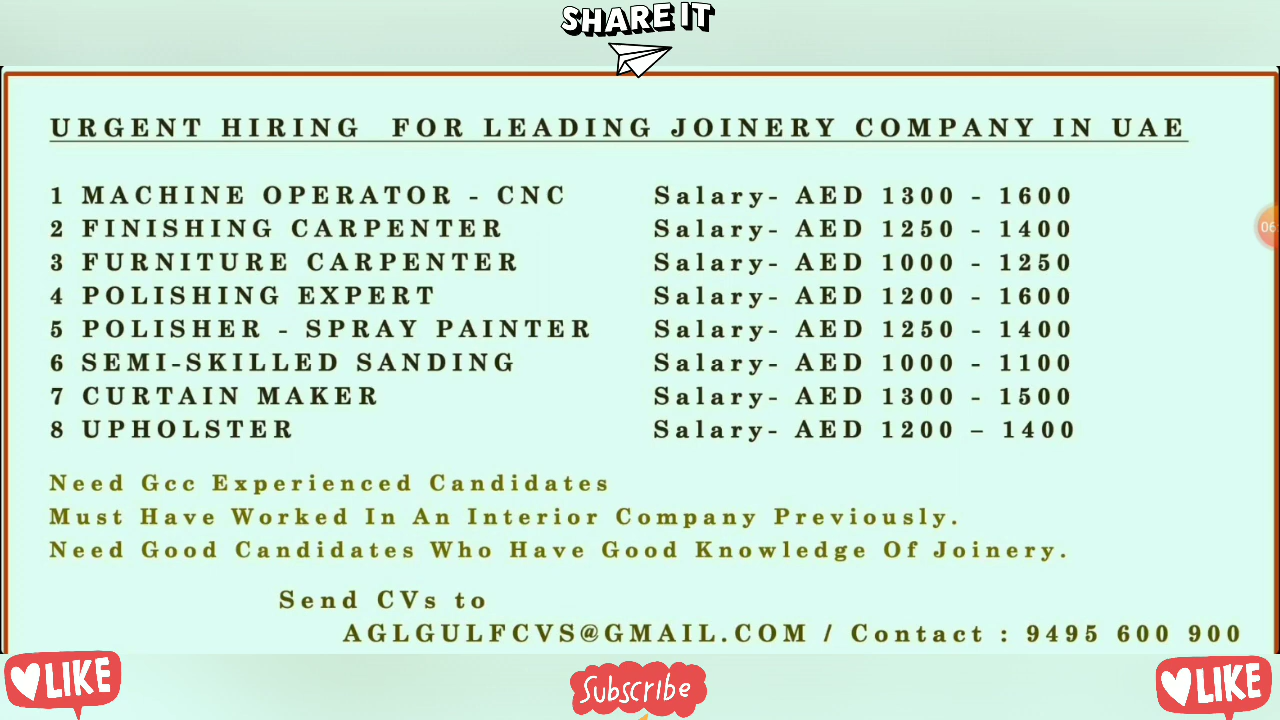 SHARE IT
URGENT HIRING FOR LEADING JOINERY COMPANY IN UAE
1 MACHINE OPERATOR - CNC Salary- AED 1300 - 1600
2 FINISHING CARPENTER Salary- AED 1250 - 1400
3 FURNITURE CARPENTER Salary- AED 1000 - 1250
4 POLISHING EXPERT Salary- AED 1200 - 1600
5 POLISHER - SPRAY PAINTER Salary- AED 1250 - 1400
6 SEMI-SKILLED SANDING Salary- AED 1000 - 1100
7 CURTAIN MAKER Salary- AED 1300 - 1500
8 UPHOLSTER Salary- AED 1200 – 1400
Need Gcc Experienced Candidates
Must Have Worked In An Interior Company Previously.
Need Good Candidates Who Have Good Knowledge Of Joinery.
Send CVs to
AGLGULFCVS@GMAIL.COM / Contact : 9495 600 900
LIKE
Subscribe
LIKE